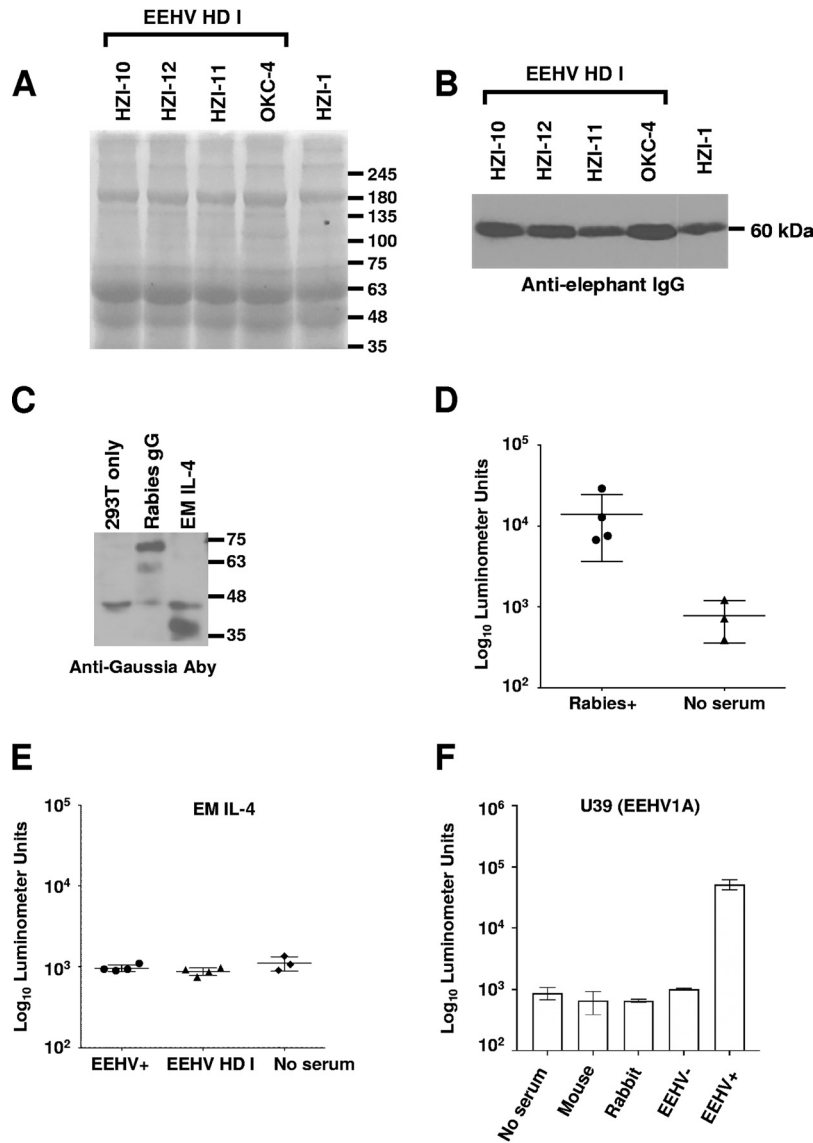 A
EEHV HD I
HZI-10
HZI-12
HZI-11
OKC-4
HZI-1
245
180
135
100
75
63
48
35
B
EEHV HD I
HZI-10
HZI-12
HZI-11
OKC-4
HZI-1
60 kDa
Anti-elephant IgG
C
293T only
Rabies gG
EM IL-4
75
63
48
35
Anti-Gaussia Aby
D
Log10 Luminometer Units
10^5
10^4
10^3
10^2
Rabies+ No serum
E
EM IL-4
Log10 Luminometer Units
10^5
10^4
10^3
10^2
EEHV+ EEHV HD I No serum
F
U39 (EEHV1A)
Log10 Luminometer Units
10^6
10^5
10^4
10^3
10^2
No serum
Mouse
Rabbit
EEHV-
EEHV+